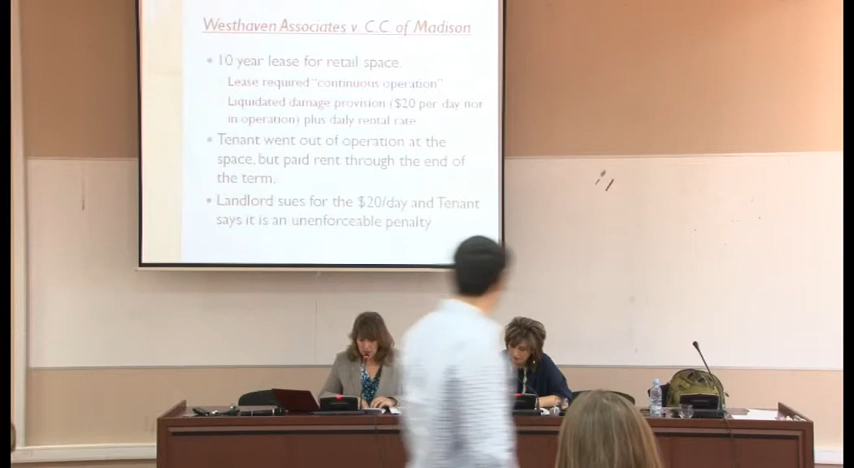 Westhaven Associates v. C.C. of Madison
• 10 year lease for retail space.
Lease required "continuous operation"
Liquidated damage provision ($20 per day not
in operation) plus daily rental rate.
• Tenant went out of operation at the
space, but paid rent through the end of
the term.
• Landlord sues for the $20/day and Tenant
says it is an unenforceable penalty